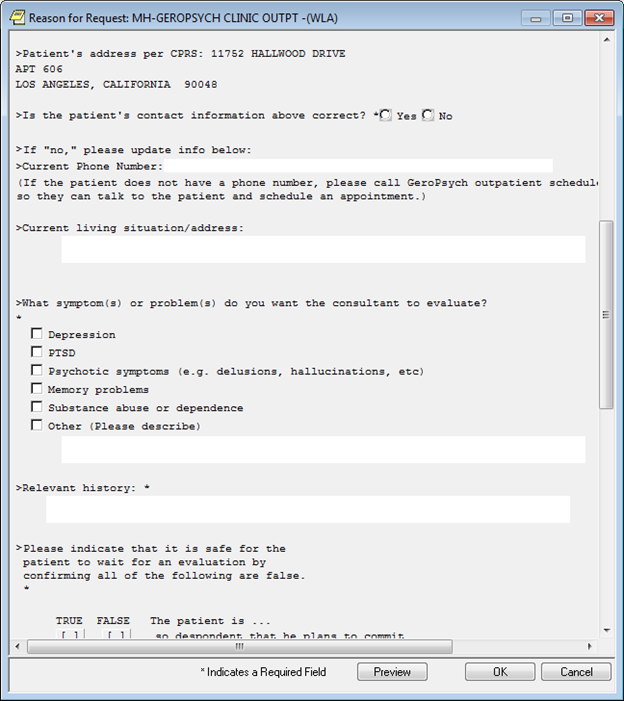 Reason for Request: MH-GEROPSYCH CLINIC OUTPT -(WLA)
>Patient's address per CPRS: 11752 HALLWOOD DRIVE
APT 606
LOS ANGELES, CALIFORNIA 90048
>Is the patient's contact information above correct? * Yes No
>If "no," please update info below:
>Current Phone Number:
(If the patient does not have a phone number, please call GeroPsych outpatient schedule
so they can talk to the patient and schedule an appointment.)
>Current living situation/address:
>What symptom(s) or problem(s) do you want the consultant to evaluate?
*
Depression
PTSD
Psychotic symptoms (e.g. delusions, hallucinations, etc)
Memory problems
Substance abuse or dependence
Other (Please describe)
>Relevant history: *
>Please indicate that it is safe for the
patient to wait for an evaluation by
confirming all of the following are false.
*
TRUE FALSE The patient is ...
[ ] [ ] so despondent that he plans to commit
* Indicates a Required Field Preview OK Cancel